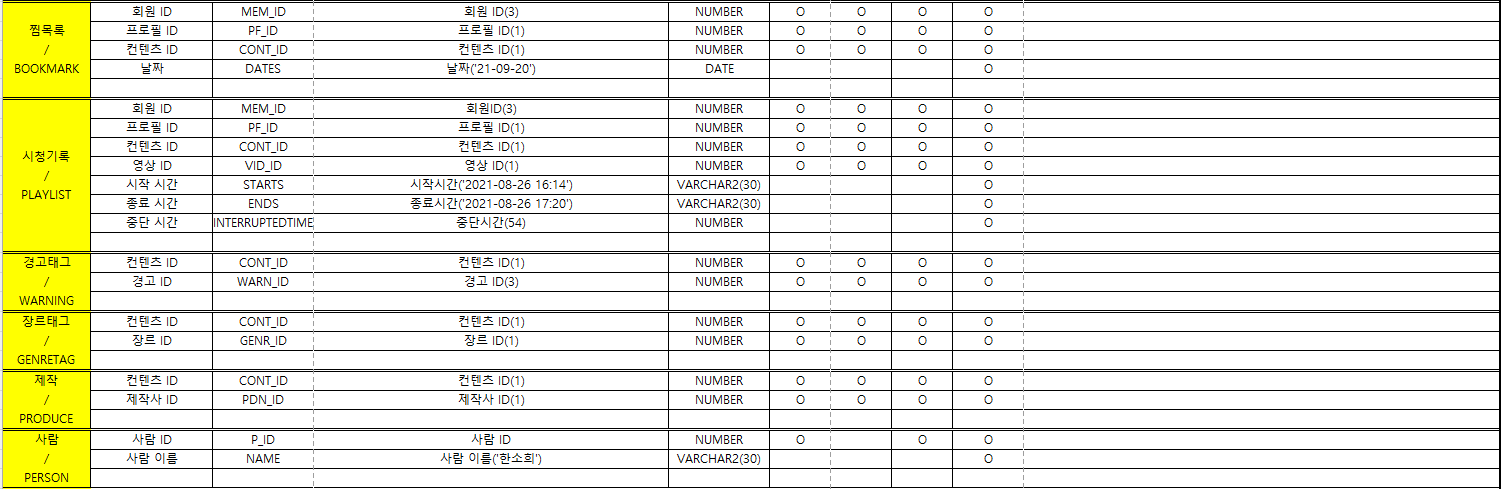 회원 ID MEM_ID 회원 ID(3) NUMBER O O O O
찜목록 프로필 ID PF_ID 프로필 ID(1) NUMBER O O O O
/ 컨텐츠 ID CONT_ID 컨텐츠 ID(1) NUMBER O O O O
BOOKMARK 날짜 DATES 날짜('21-09-20') DATE O
회원 ID MEM_ID 회원ID(3) NUMBER O O O O
프로필 ID PF_ID 프로필 ID(1) NUMBER O O O O
컨텐츠 ID CONT_ID 컨텐츠 ID(1) NUMBER O O O O
시청기록 영상 ID VID_ID 영상 ID(1) NUMBER O O O O
/ 시작 시간 STARTS 시작시간('2021-08-26 16:14') VARCHAR2(30) O
PLAYLIST 종료 시간 ENDS 종료시간('2021-08-26 17:20') VARCHAR2(30) O
중단 시간 INTERRUPTEDTIME 중단시간(54) NUMBER O
경고태그 컨텐츠 ID CONT_ID 컨텐츠 ID(1) NUMBER O O O O
/ 경고 ID WARN_ID 경고 ID(3) NUMBER O O O O
WARNING
장르태그 컨텐츠 ID CONT_ID 컨텐츠 ID(1) NUMBER O O O O
/ 장르 ID GENR_ID 장르 ID(1) NUMBER O O O O
GENRETAG
제작 컨텐츠 ID CONT_ID 컨텐츠 ID(1) NUMBER O O O O
/ 제작사 ID PDN_ID 제작사 ID(1) NUMBER O O O O
PRODUCE
사람 사람 ID P_ID 사람 ID NUMBER O O O
/ 사람 이름 NAME 사람 이름('한소희') VARCHAR2(30) O
PERSON